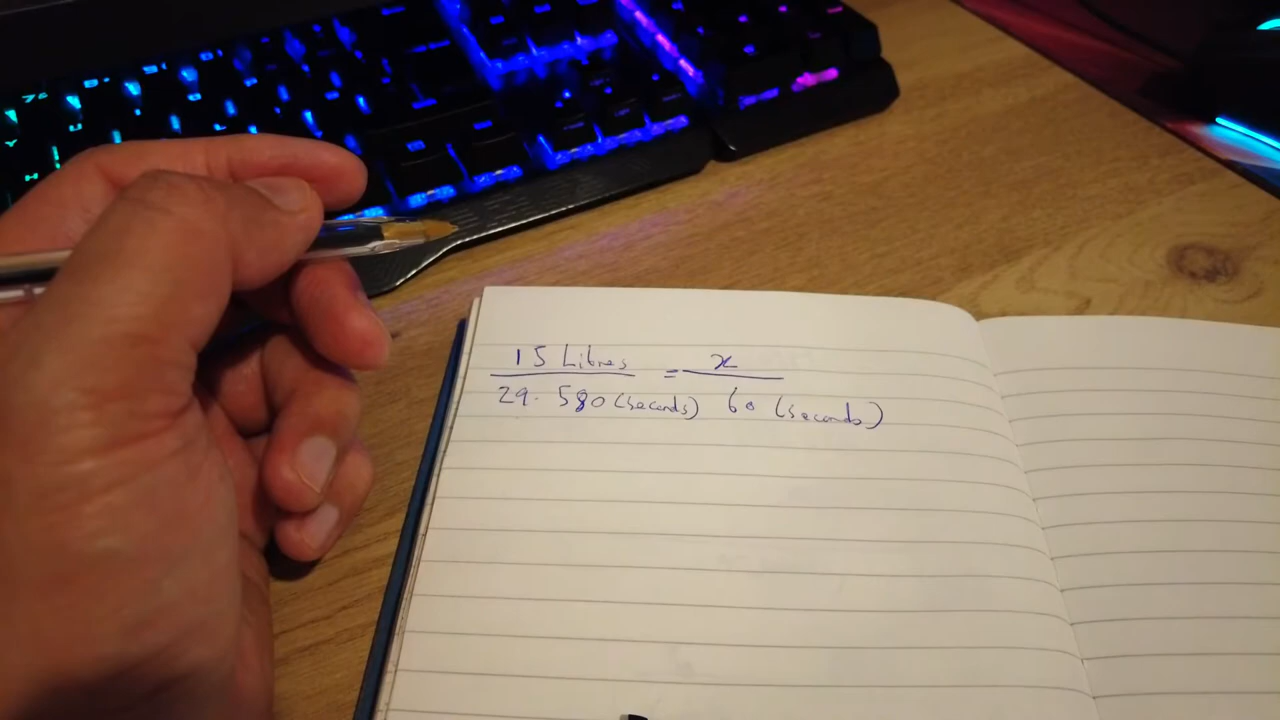 15 Litres = x
29.580 (seconds) 60 (seconds)